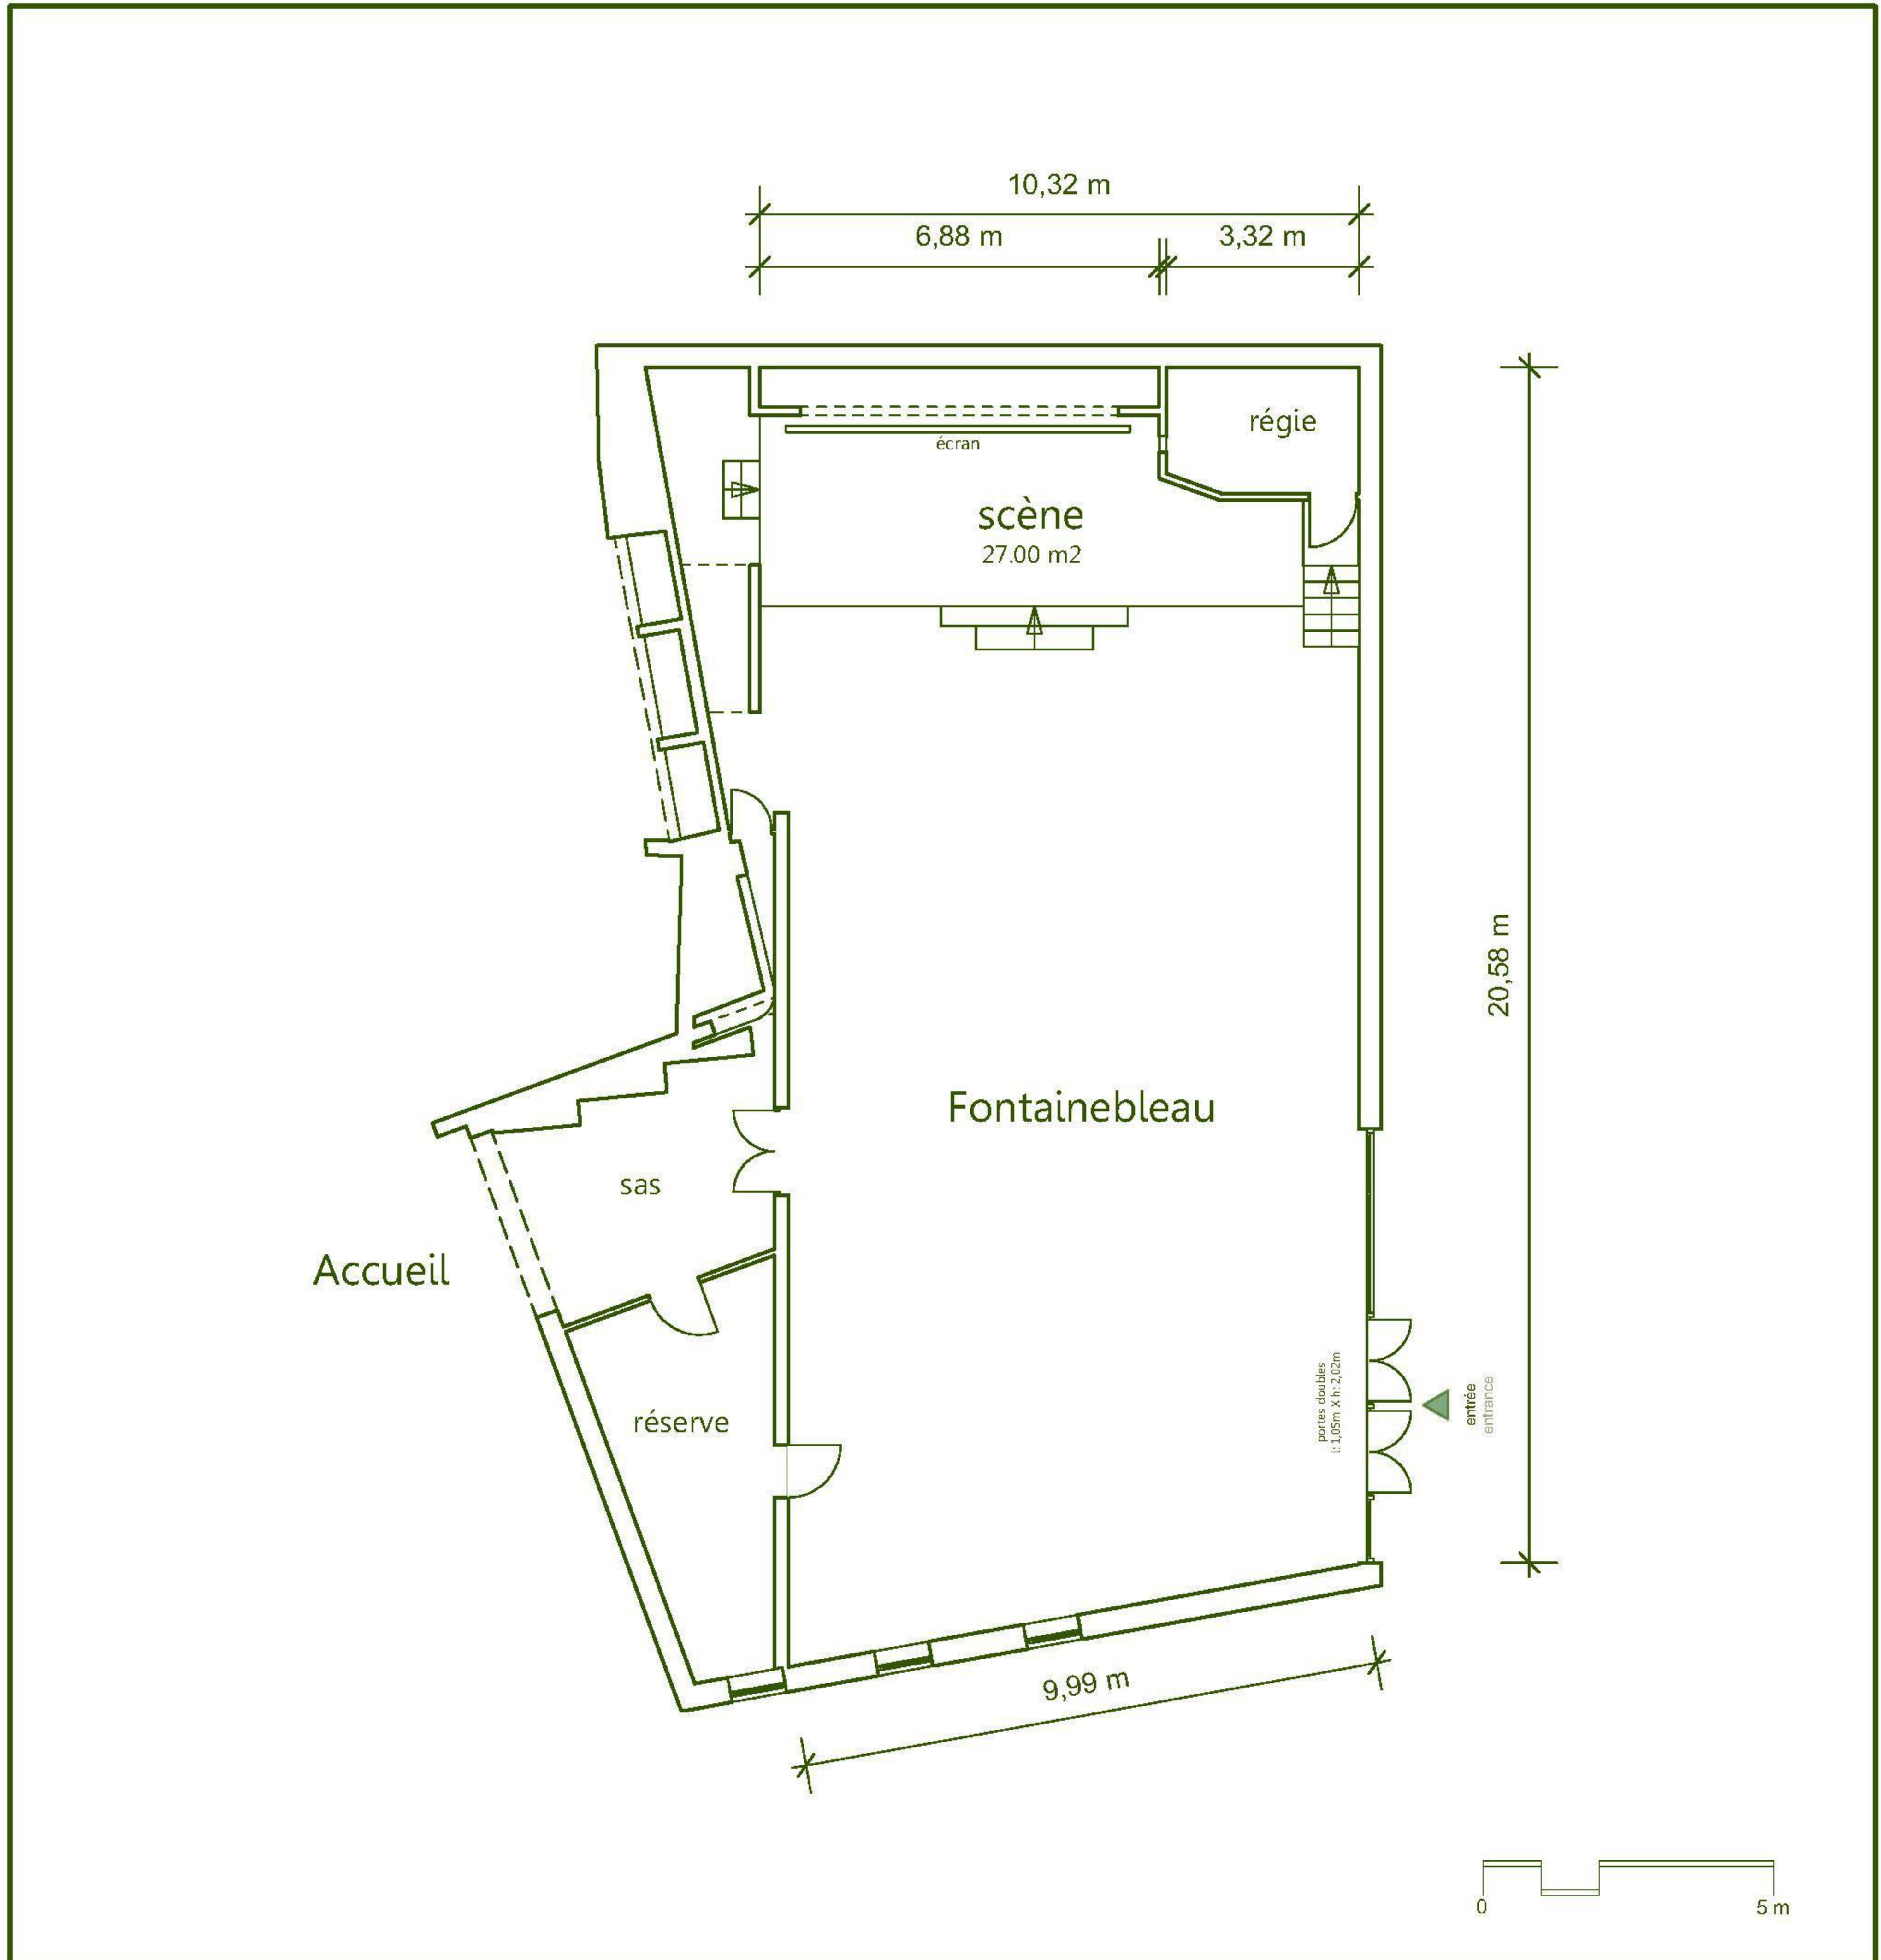 10,32 m
6,88 m
3,32 m
régie
écran
scène
27.00 m2
20,58 m
Fontainebleau
sas
Accueil
portes doubles
l: 1,05m X h: 2,02m
entrée
entrance
réserve
9,99 m
0
5 m